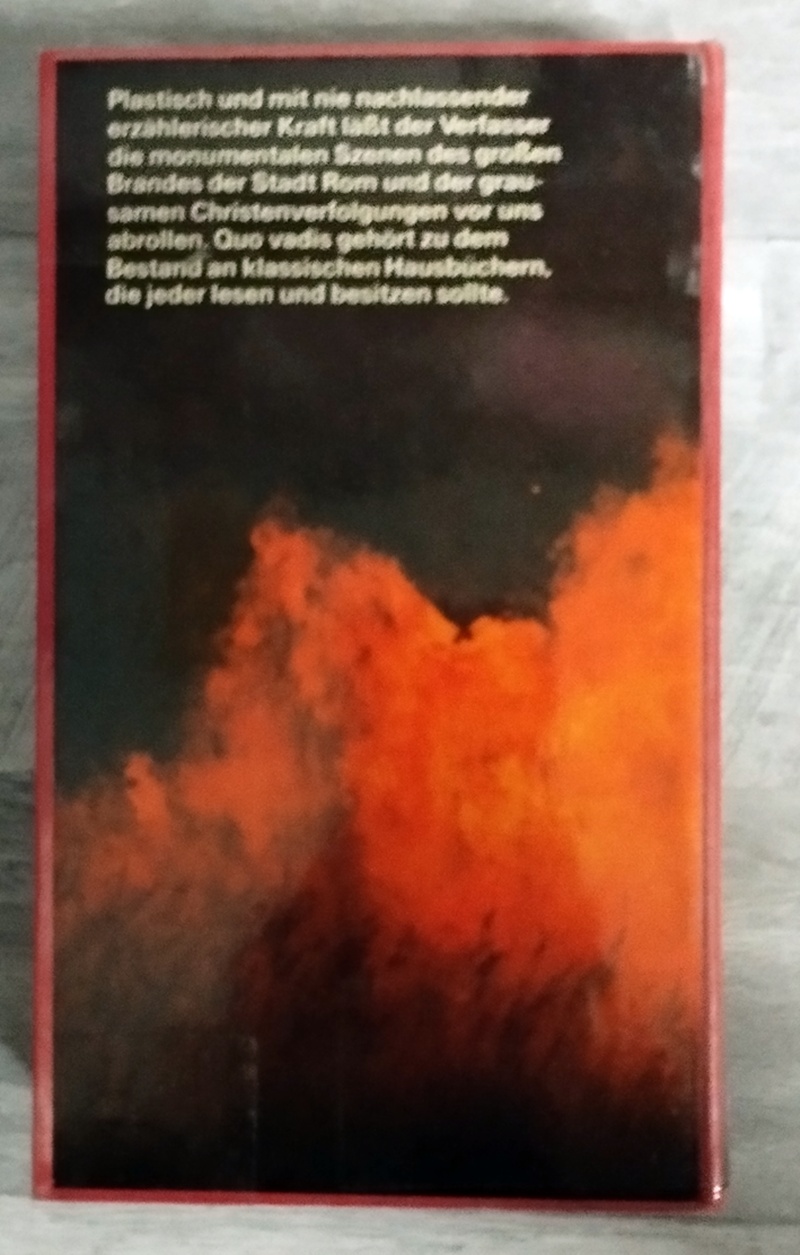 Plastisch und mit nie nachlassender
erzählerischer Kraft läßt der Verfasser
die monumentalen Szenen des großen
Brandes der Stadt Rom und der grau-
samen Christenverfolgungen vor uns
abrollen. Quo vadis gehört zu dem
Bestand an klassischen Hausbüchern,
die jeder lesen und besitzen sollte.